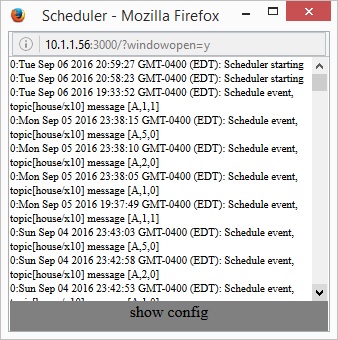 Scheduler - Mozilla Firefox
10.1.1.56:3000/?windowopen=y
0:Tue Sep 06 2016 20:59:27 GMT-0400 (EDT): Scheduler starting
0:Tue Sep 06 2016 20:58:23 GMT-0400 (EDT): Scheduler starting
0:Tue Sep 06 2016 19:33:52 GMT-0400 (EDT): Schedule event,
topic[house/x10] message [A,1,1]
0:Mon Sep 05 2016 23:38:15 GMT-0400 (EDT): Schedule event,
topic[house/x10] message [A,5,0]
0:Mon Sep 05 2016 23:38:10 GMT-0400 (EDT): Schedule event,
topic[house/x10] message [A,2,0]
0:Mon Sep 05 2016 23:38:05 GMT-0400 (EDT): Schedule event,
topic[house/x10] message [A,1,0]
0:Mon Sep 05 2016 19:37:49 GMT-0400 (EDT): Schedule event,
topic[house/x10] message [A,1,1]
0:Sun Sep 04 2016 23:43:03 GMT-0400 (EDT): Schedule event,
topic[house/x10] message [A,5,0]
0:Sun Sep 04 2016 23:42:58 GMT-0400 (EDT): Schedule event,
topic[house/x10] message [A,2,0]
0:Sun Sep 04 2016 23:42:53 GMT-0400 (EDT): Schedule event,
topic[house/x10] message [A,1,0]
show config